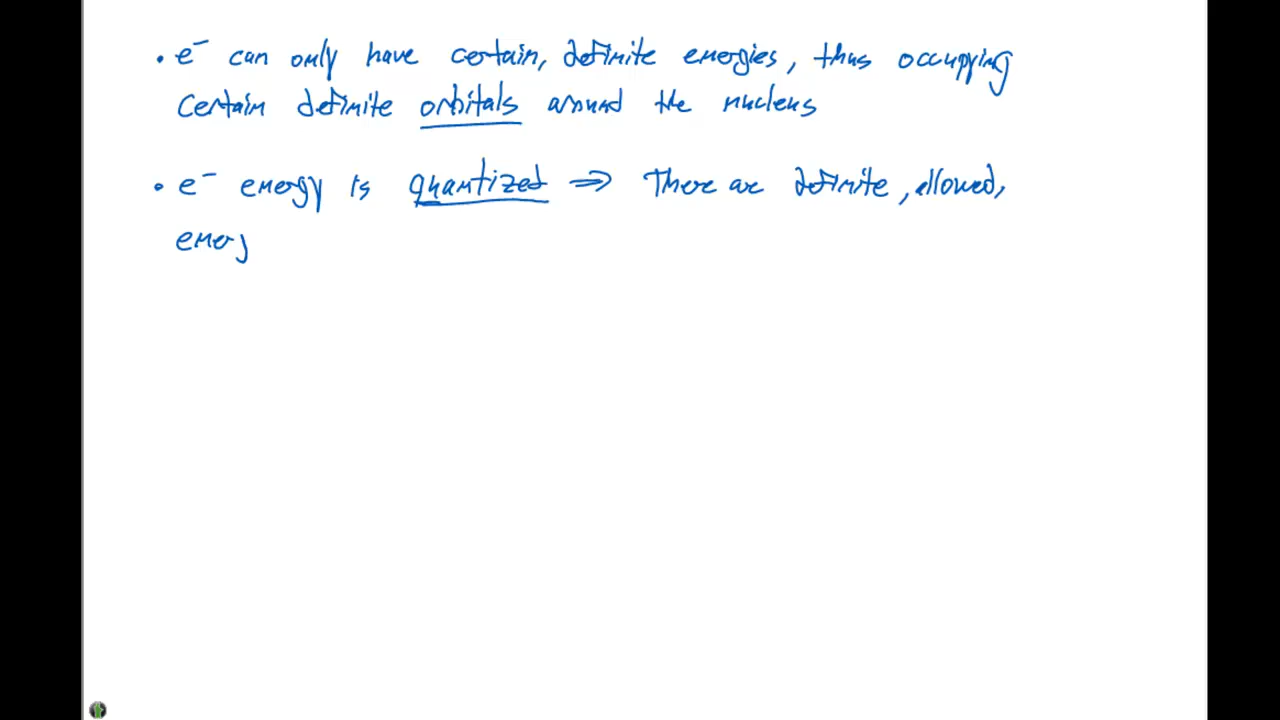 • e⁻ can only have certain, definite energies, thus occupying
certain definite orbitals around the nucleus
• e⁻ energy is quantized ⇒ There are definite, allowed,
energ